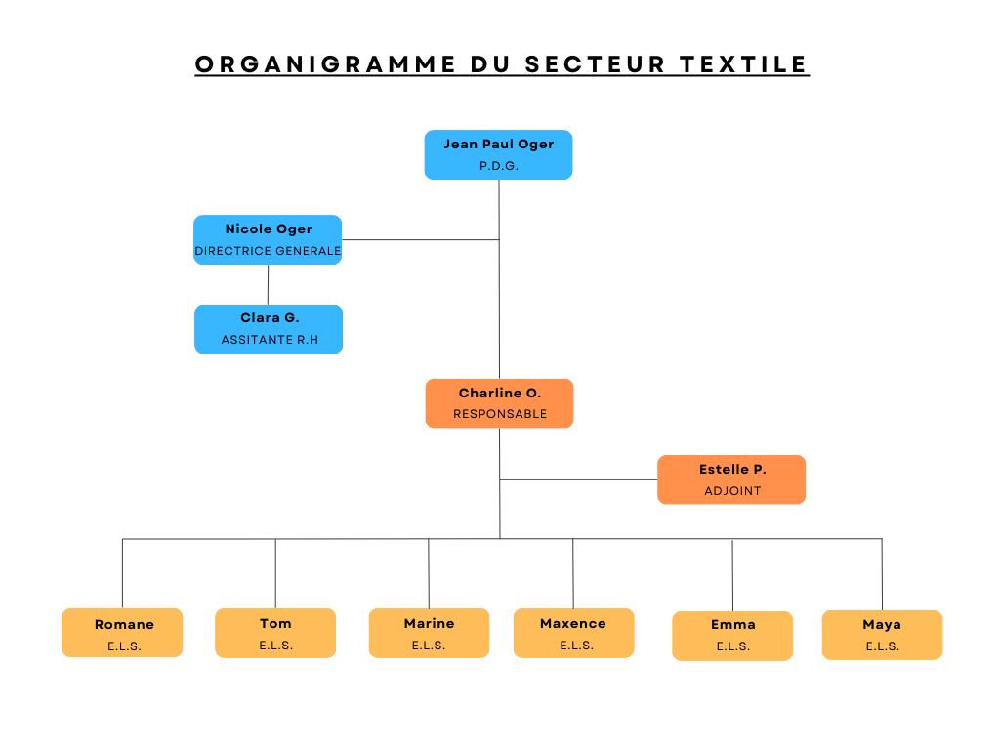 ORGANIGRAMME DU SECTEUR TEXTILE
Jean Paul Oger
P.D.G.
Nicole Oger
DIRECTRICE GENERALE
Clara G.
ASSITANTE R.H
Charline O.
RESPONSABLE
Estelle P.
ADJOINT
Romane
E.L.S.
Tom
E.L.S.
Marine
E.L.S.
Maxence
E.L.S.
Emma
E.L.S.
Maya
E.L.S.